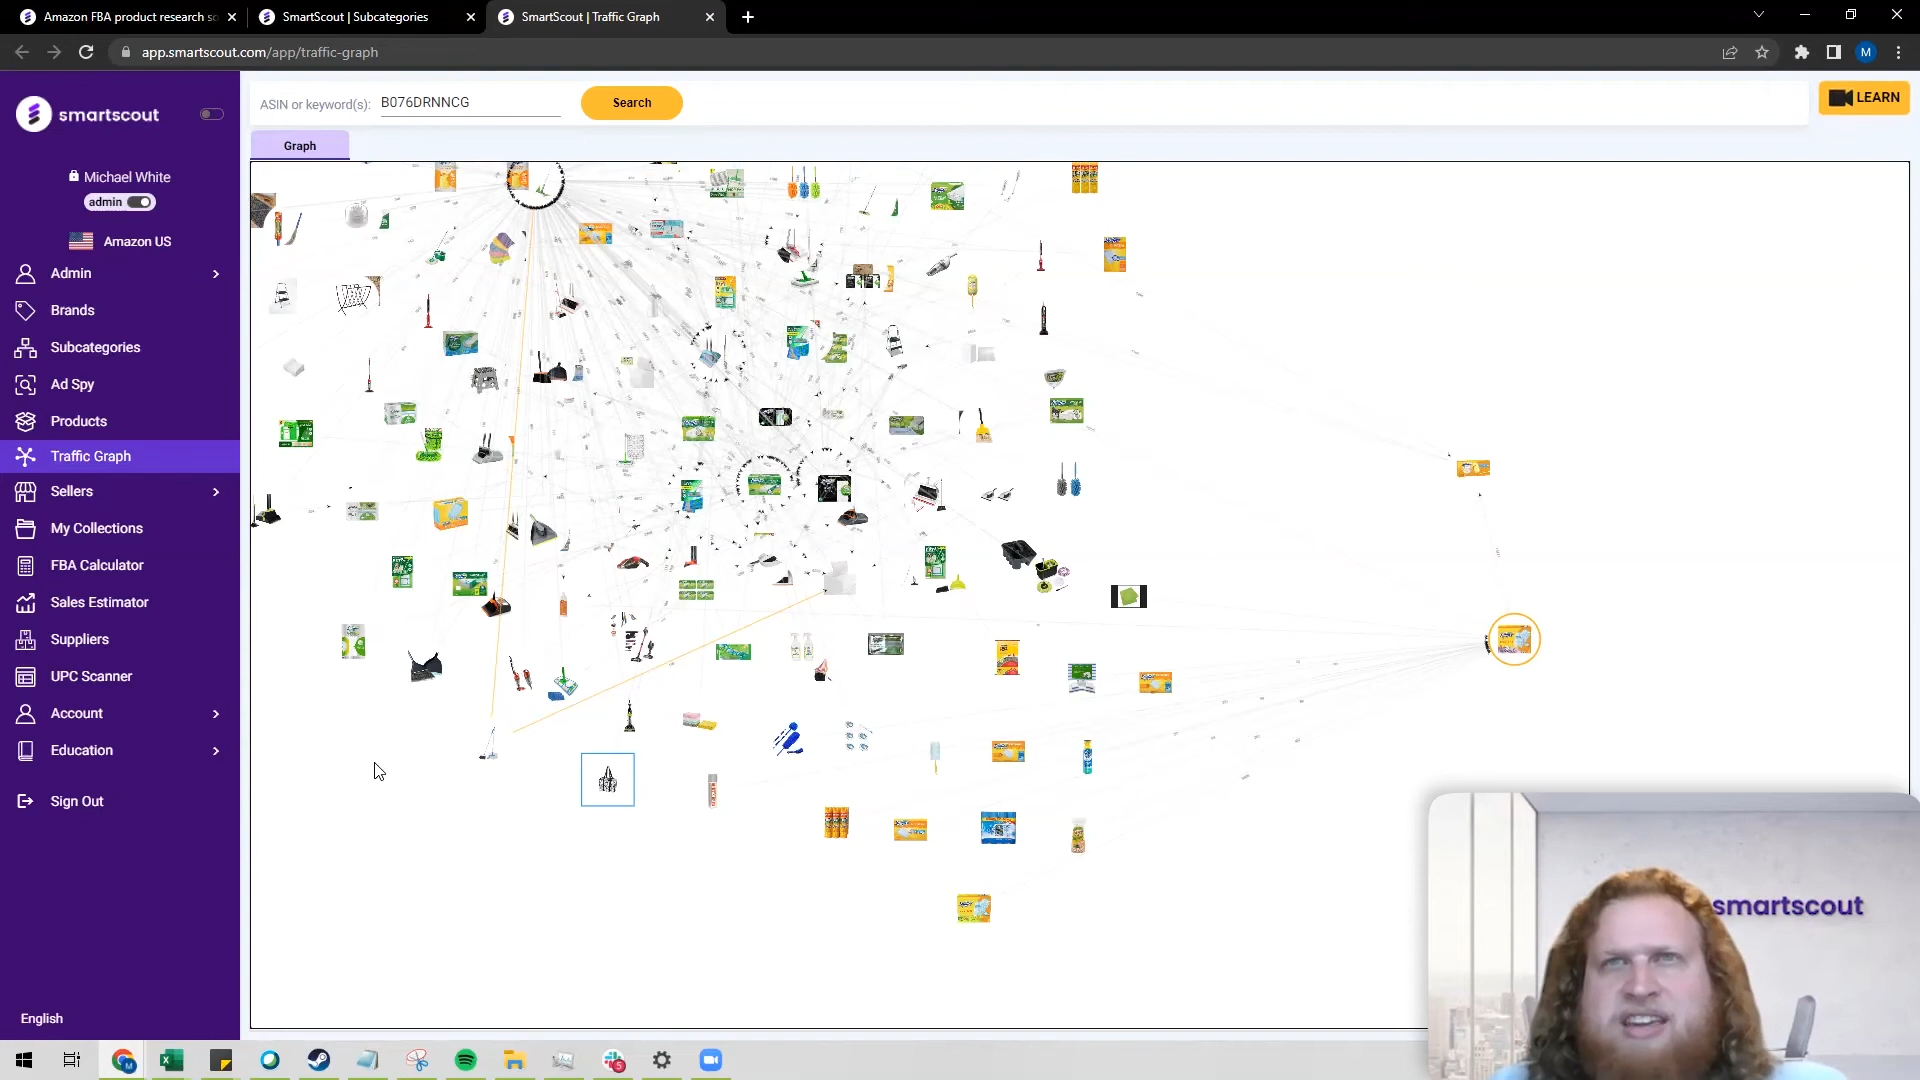 Amazon FBA product research so
SmartScout | Subcategories
SmartScout | Traffic Graph
app.smartscout.com/app/traffic-graph
M
smartscout
Michael White
admin
Amazon US
Admin
Brands
Subcategories
Ad Spy
Products
Traffic Graph
Sellers
My Collections
FBA Calculator
Sales Estimator
Suppliers
UPC Scanner
Account
Education
Sign Out
English
ASIN or keyword(s):
B076DRNNCG
Search
LEARN
Graph
smartscout
5